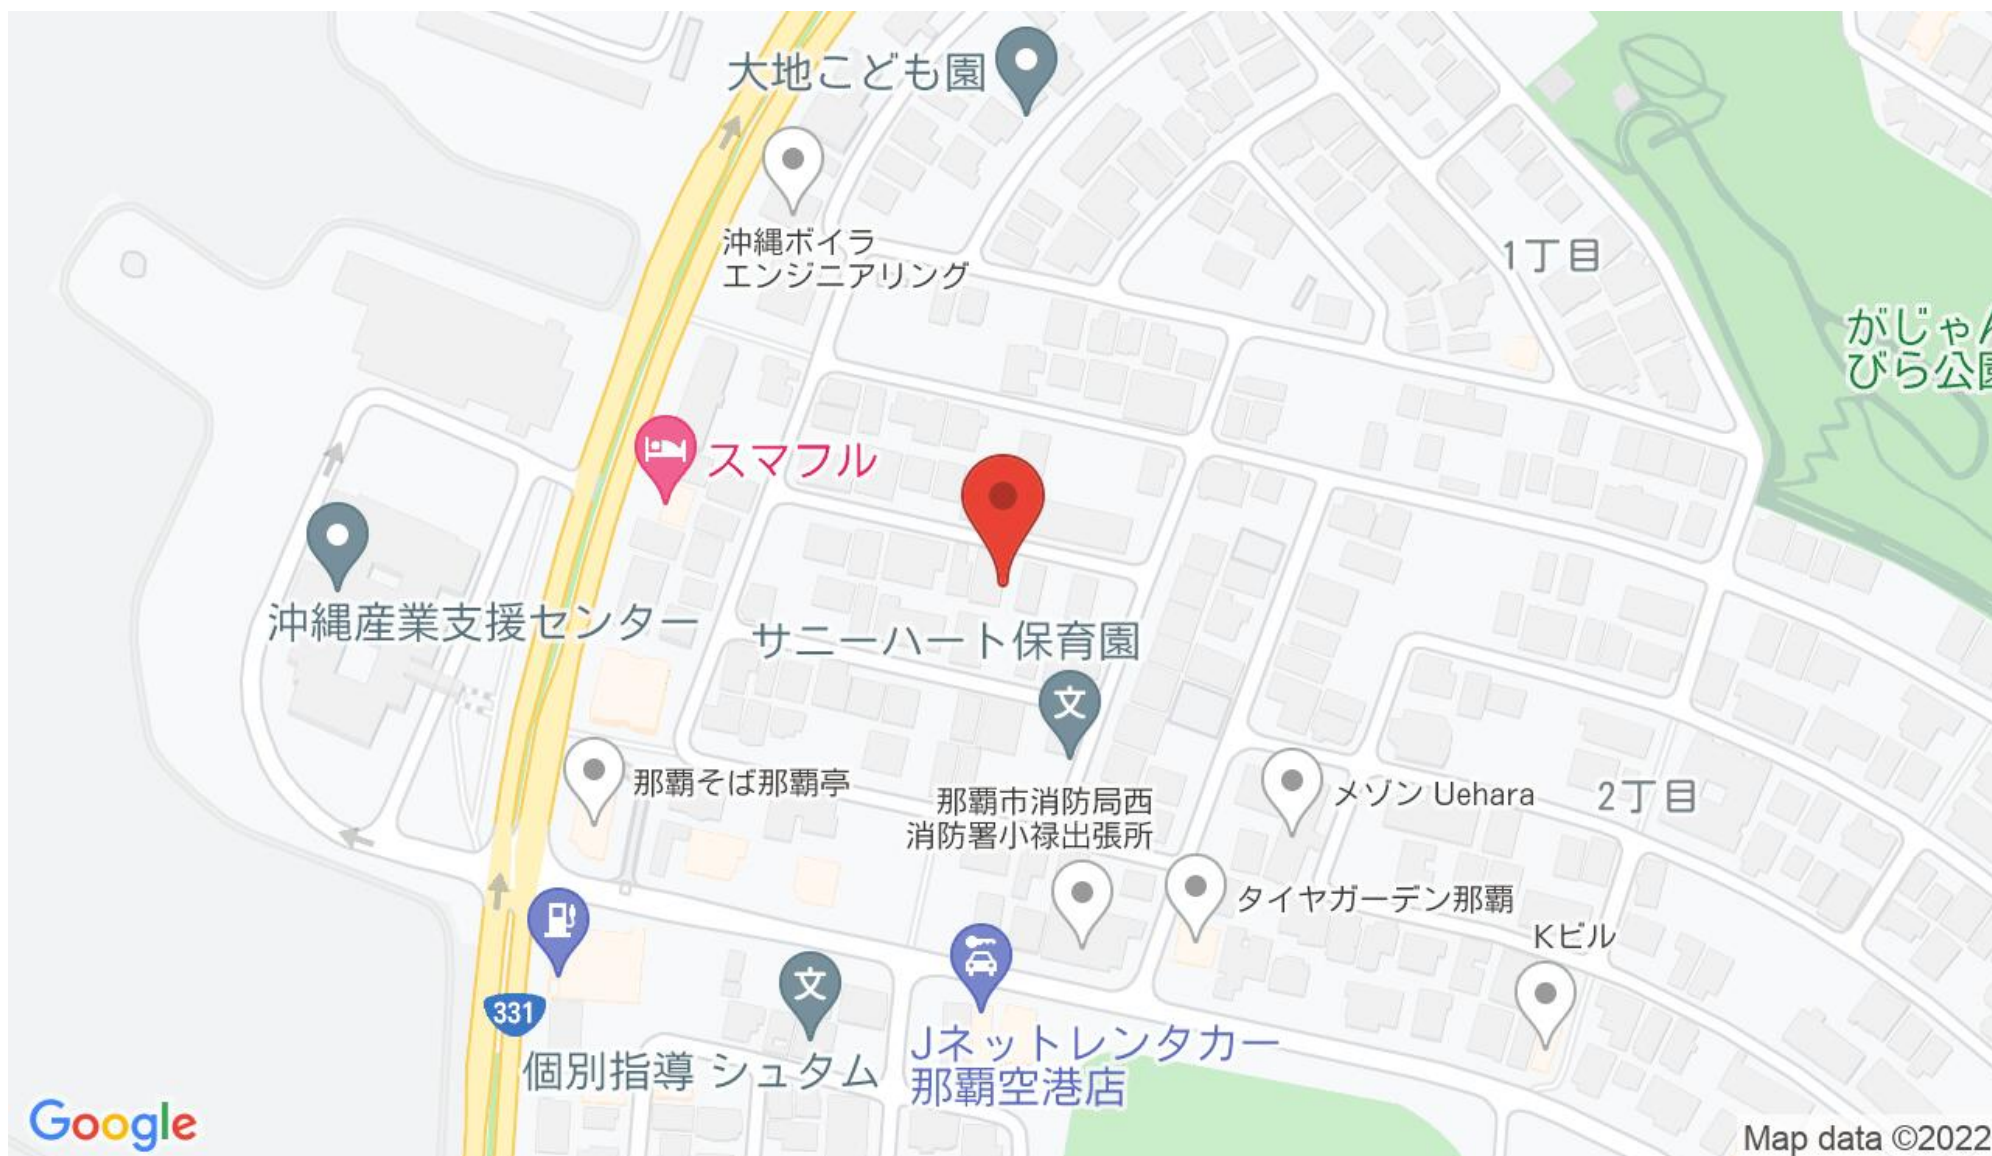 大地こども園
沖縄ボイラ
エンジニアリング
1丁目
がじゃん
びら公園
スマフル
沖縄産業支援センター
サニーハート保育園
文
那覇そば那覇亭
那覇市消防局西
消防署小禄出張所
メゾン Uehara
2丁目
タイヤガーデン那覇
Kビル
331
文
個別指導 シュタム
Jネットレンタカー
那覇空港店
Google
Map data ©2022